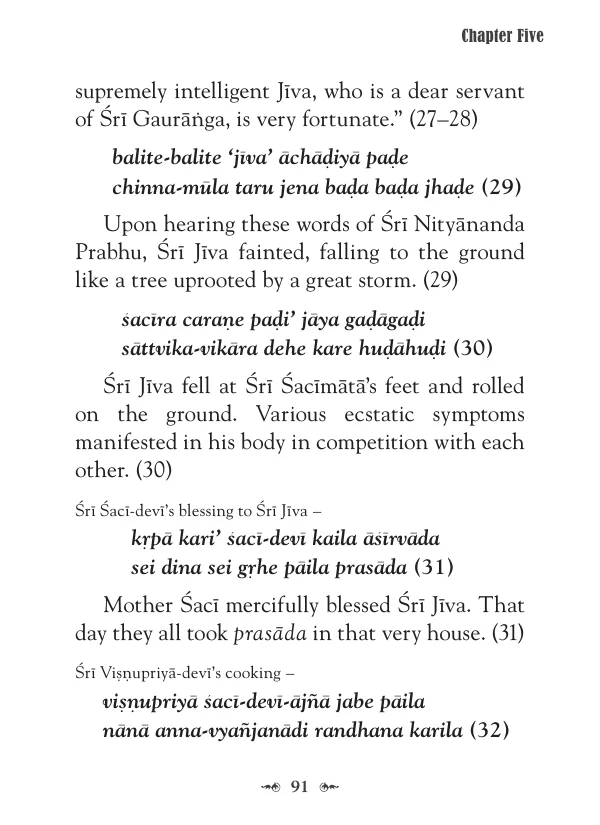 Chapter Five
supremely intelligent Jīva, who is a dear servant
of Śrī Gaurāṅga, is very fortunate.” (27–28)
balite-balite ‘jīva’ āchāḍiyā paḍe
chinna-mūla taru jena baḍa baḍa jhaḍe (29)
Upon hearing these words of Śrī Nityānanda
Prabhu, Śrī Jīva fainted, falling to the ground
like a tree uprooted by a great storm. (29)
śacīra caraṇe paḍi’ jāya gaḍāgaḍi
sāttvika-vikāra dehe kare huḍāhuḍi (30)
Śrī Jīva fell at Śrī Śacīmātā’s feet and rolled
on the ground. Various ecstatic symptoms
manifested in his body in competition with each
other. (30)
Śrī Śacī-devī’s blessing to Śrī Jīva –
kṛpā kari’ śacī-devī kaila āśīrvāda
sei dina sei gṛhe pāila prasāda (31)
Mother Śacī mercifully blessed Śrī Jīva. That
day they all took prasāda in that very house. (31)
Śrī Viṣṇupriyā-devī’s cooking –
viṣṇupriyā śacī-devī-ājñā jabe pāila
nānā anna-vyañjanādi randhana karila (32)
91